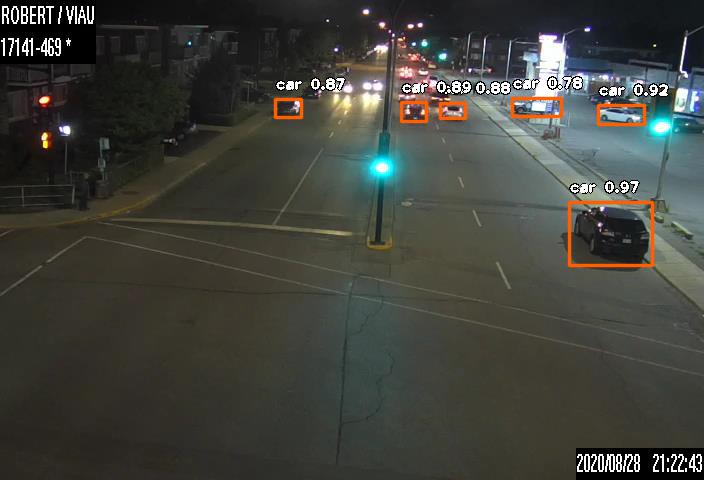 ROBERT / VIAU
17141-469 *
car 0.87
car 0.89
0.88
car 0.78
car 0.92
car 0.97
2020/08/28 21:22:43